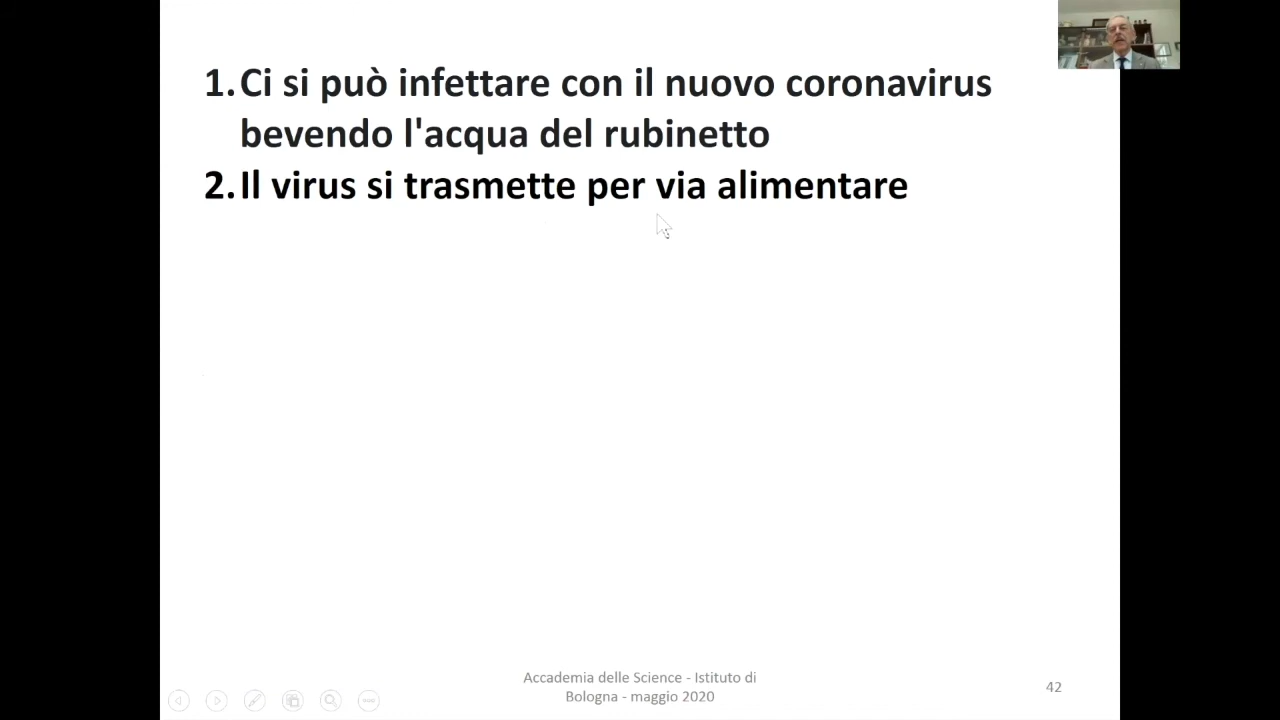 1. Ci si può infettare con il nuovo coronavirus
bevendo l'acqua del rubinetto
2. Il virus si trasmette per via alimentare
Accademia delle Science - Istituto di
Bologna - maggio 2020
42